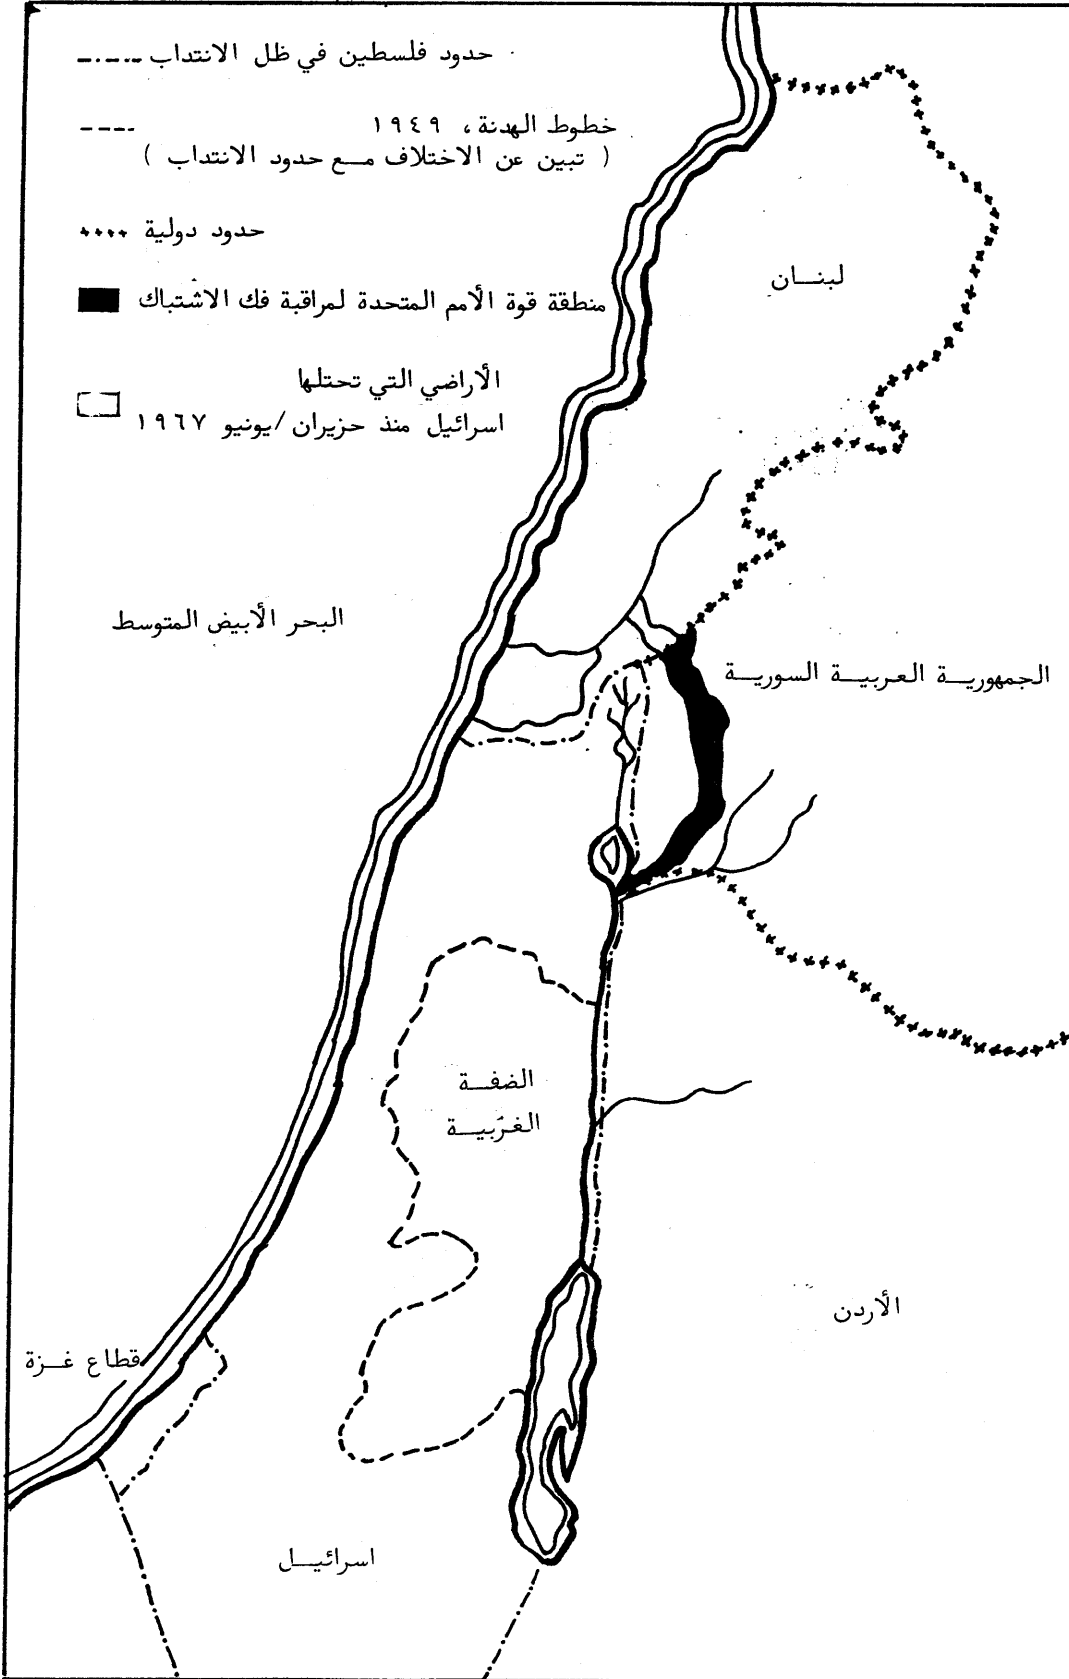 حدود فلسطين في ظل الانتداب
خطوط الهدنة، ١٩٤٩
( تبين عن الاختلاف مع حدود الانتداب )
حدود دولية
منطقة قوة الأمم المتحدة لمراقبة فك الاشتباك
الأراضي التي تحتلها
اسرائيل منذ حزيران/يونيو ١٩٦٧
لبنان
البحر الأبيض المتوسط
الجمهورية العربية السورية
الضفة
الغربية
الأردن
قطاع غزة
اسرائيل